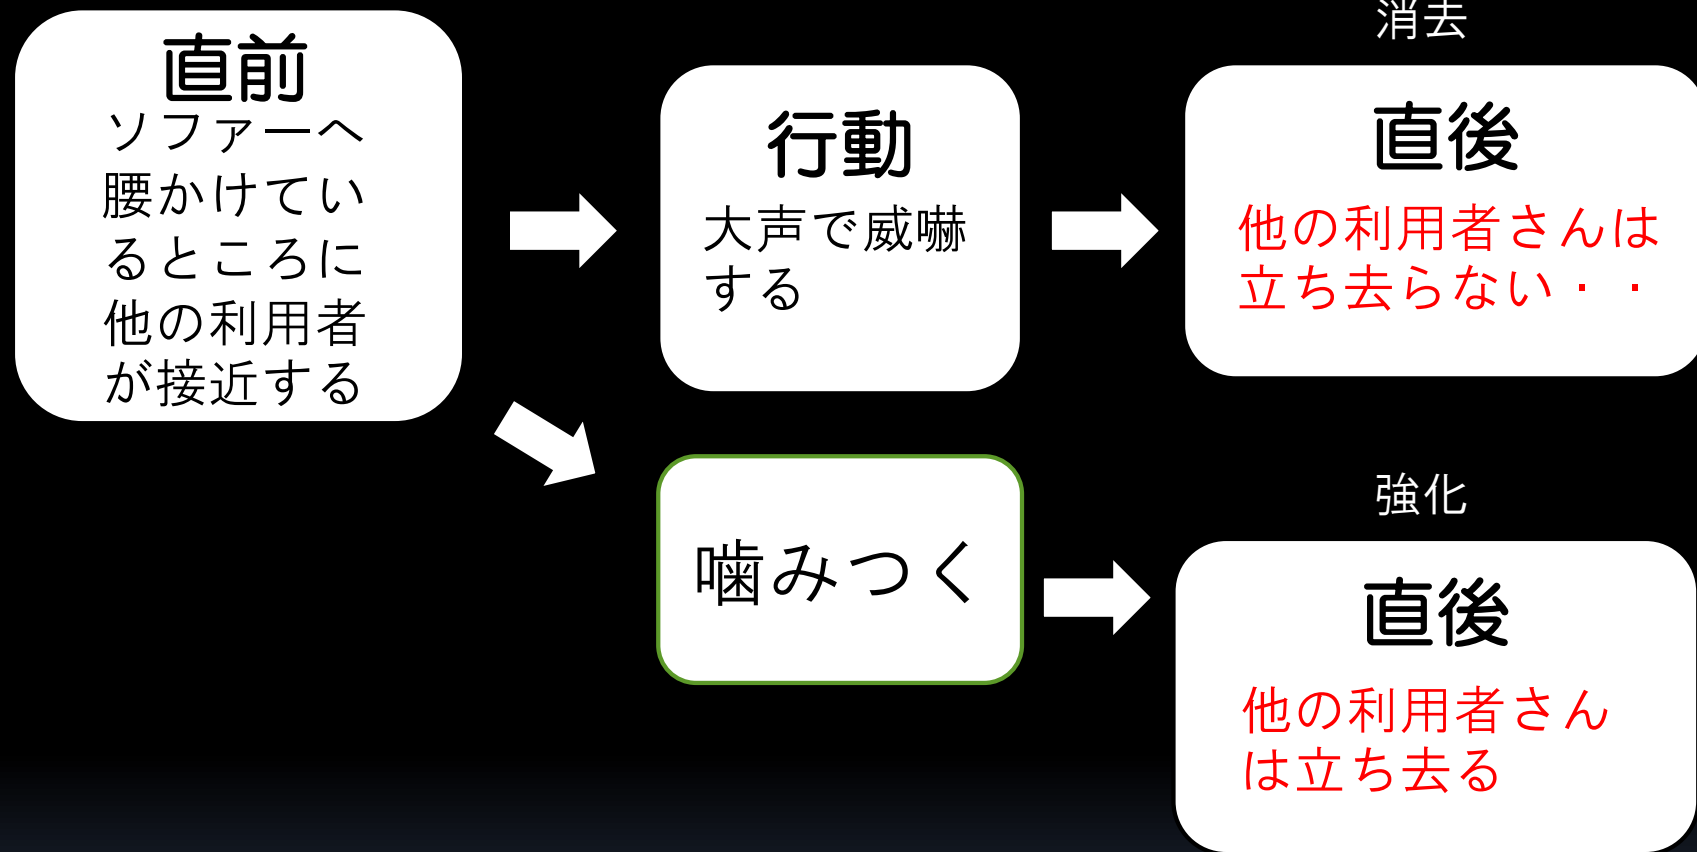 直前
ソファーへ
腰かけてい
るところに
他の利用者
が接近する
行動
大声で威嚇
する
消去
直後
他の利用者さんは
立ち去らない・・
噛みつく
強化
直後
他の利用者さん
は立ち去る